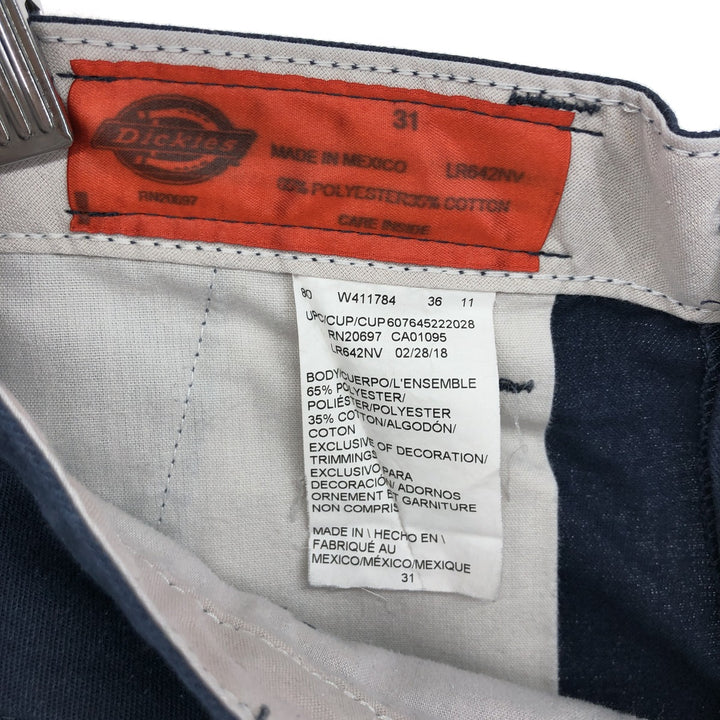 Dickies
31
MADE IN MEXICO LR642NV
RN20697
65% POLYESTER35% COTTON
CARE INSIDE
80 W411784 36 11
UPC/CUP/CUP607645222028
RN20697 CA01095
LR642NV 02/28/18
BODY/CUERPO/L'ENSEMBLE
65% POLYESTER/
POLIÉSTER/POLYESTER
35% COTTON/ALGODÓN/
COTON
EXCLUSIVE OF DECORATION/
TRIMMINGS
EXCLUSIVO PARA
DECORACIÓN/ ADORNOS
ORNEMENT ET GARNITURE
NON COMPRIS
MADE IN \ HECHO EN \
FABRIQUÉ AU
MEXICO/MÉXICO/MEXIQUE
31